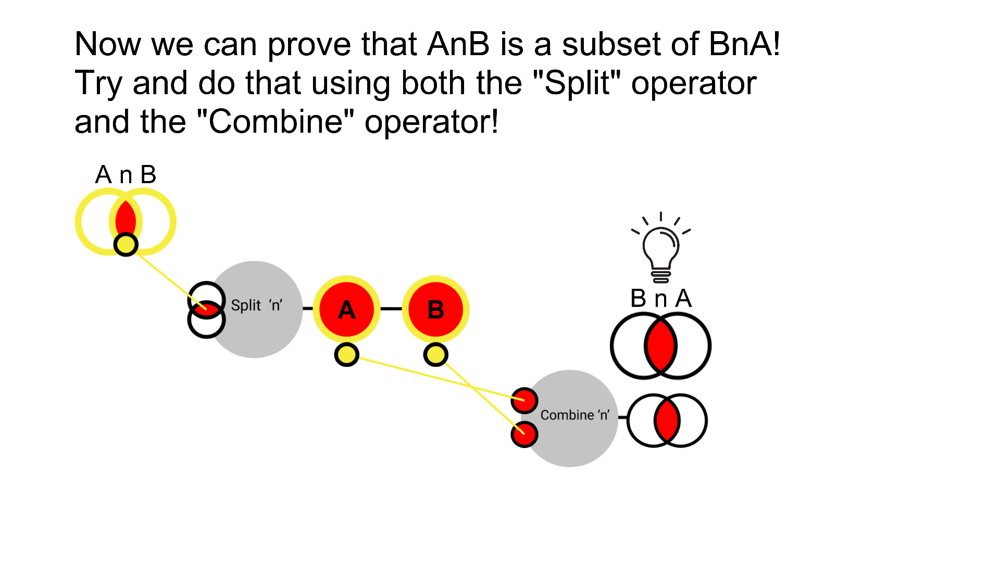 Now we can prove that AnB is a subset of BnA!
Try and do that using both the "Split" operator
and the "Combine" operator!
A n B
Split ‘n’
A
B
B n A
Combine ‘n’